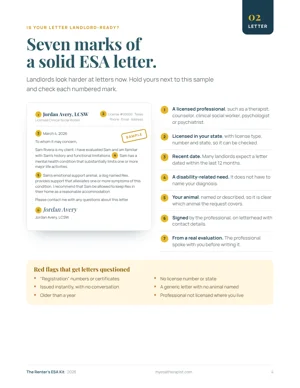 IS YOUR LETTER LANDLORD-READY?
02
LETTER
Seven marks of
a solid ESA letter.
Landlords look harder at letters now. Hold yours next to this sample
and check each numbered mark.
1 Jordan Avery, LCSW
Licensed Clinical Social Worker
2
3 March 4, 2026
SAMPLE
To whom it may concern,
Sam Rivera is my client. I have evaluated Sam and am familiar
with Sam's history and functional limitations. 4 Sam has a
mental health condition that substantially limits one or more
major life activities.
5 Sam's emotional support animal, a dog named Miso,
provides support that alleviates one or more symptoms of this
condition. I recommend that Sam be allowed to keep Miso in
their home as a reasonable accommodation.
Please contact me with any questions about this letter.
6 Jordan Avery
Jordan Avery, LCSW
1 A licensed professional, such as a therapist,
counselor, clinical social worker, psychologist
or psychiatrist.
2 Licensed in your state, with license type,
number and state, so it can be checked.
3 Recent date. Many landlords expect a letter
dated within the last 12 months.
4 A disability-related need. It does not have to
name your diagnosis.
5 Your animal, named or described, so it is clear
which animal the request covers.
6 Signed by the professional, on letterhead with
contact details.
7 From a real evaluation. The professional
spoke with you before writing it.
Red flags that get letters questioned
"Registration" numbers or certificates
Issued instantly, with no conversation
Older than a year
No license number or state
A generic letter with no animal named
Professional not licensed where you live
The Renter's ESA Kit · 2026